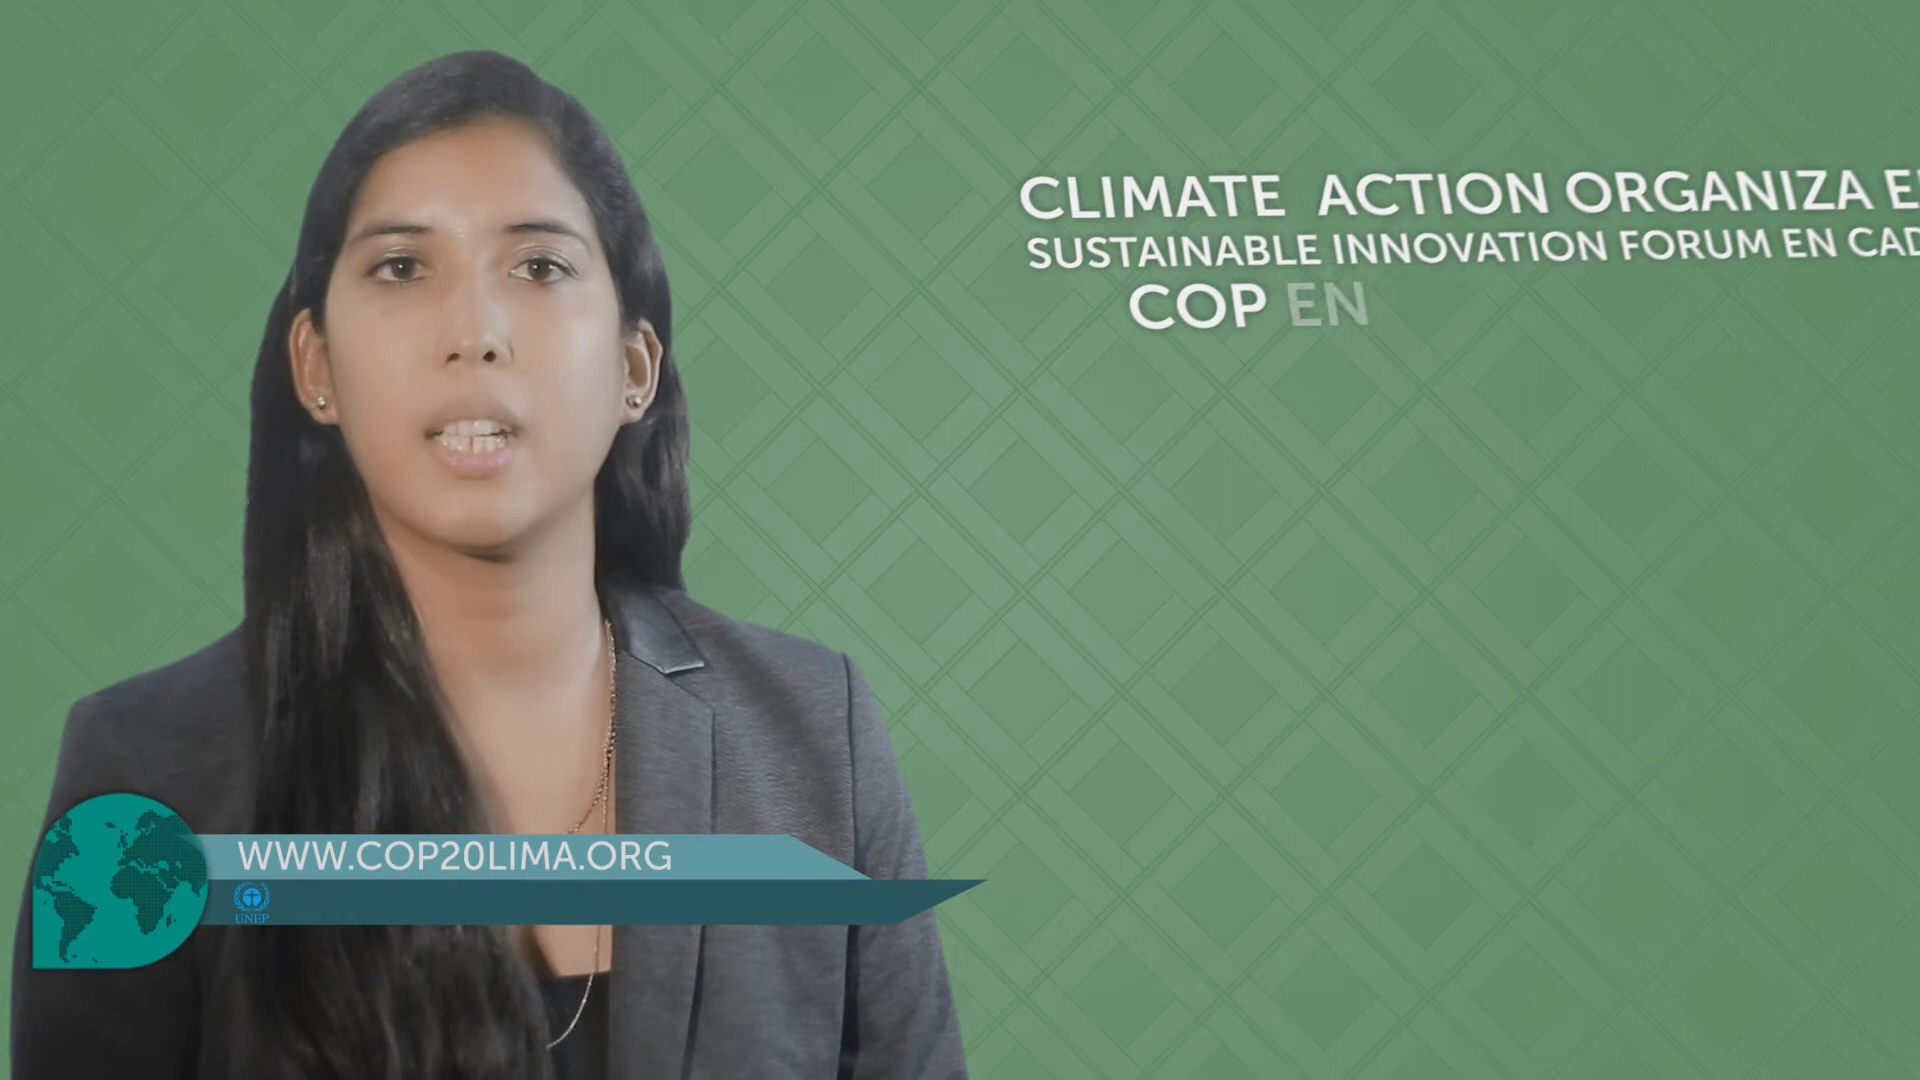 CLIMATE ACTION ORGANIZA
SUSTAINABLE INNOVATION FORUM EN
COP EN
WWW.COP20LIMA.ORG
UNEP